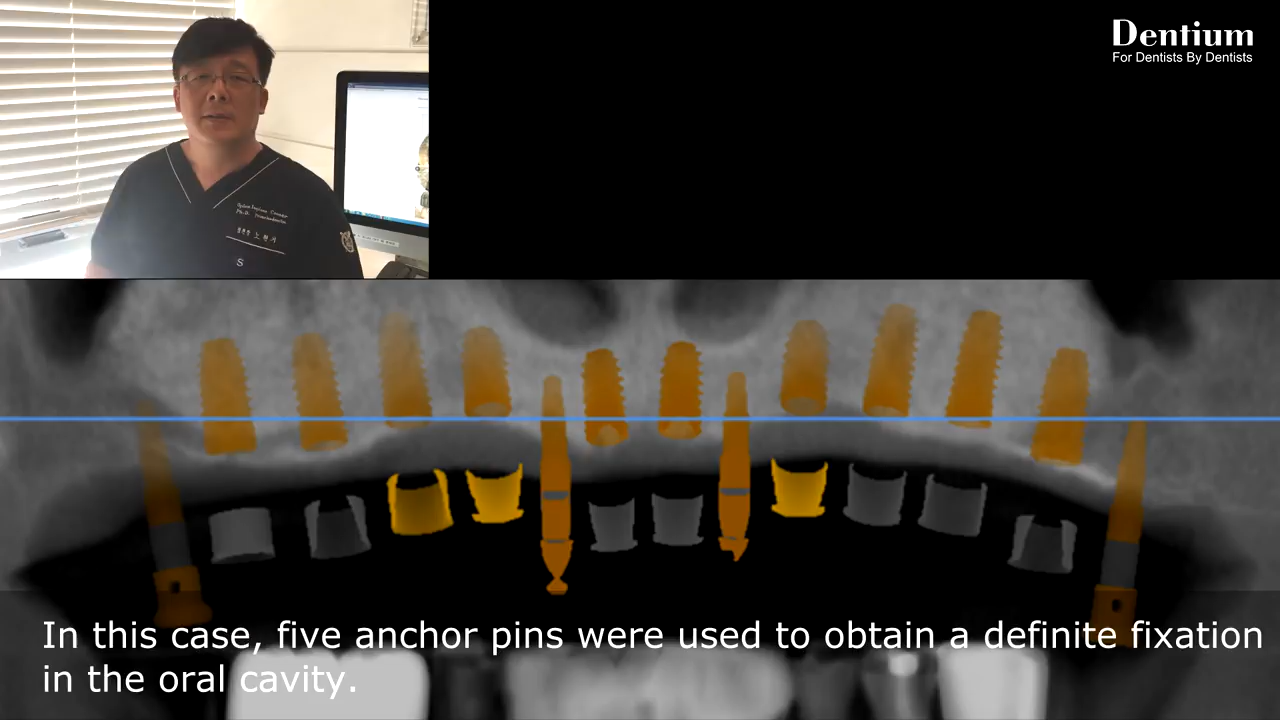 Dentium
For Dentists By Dentists
S
In this case, five anchor pins were used to obtain a definite fixation
in the oral cavity.